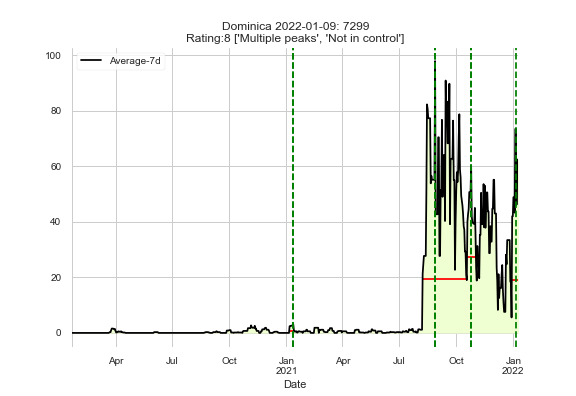 Dominica 2022-01-09: 7299
Rating:8 ['Multiple peaks', 'Not in control']
Average-7d
100
80
60
40
20
0
Apr Jul Oct Jan Apr Jul Oct Jan
2021 2022
Date